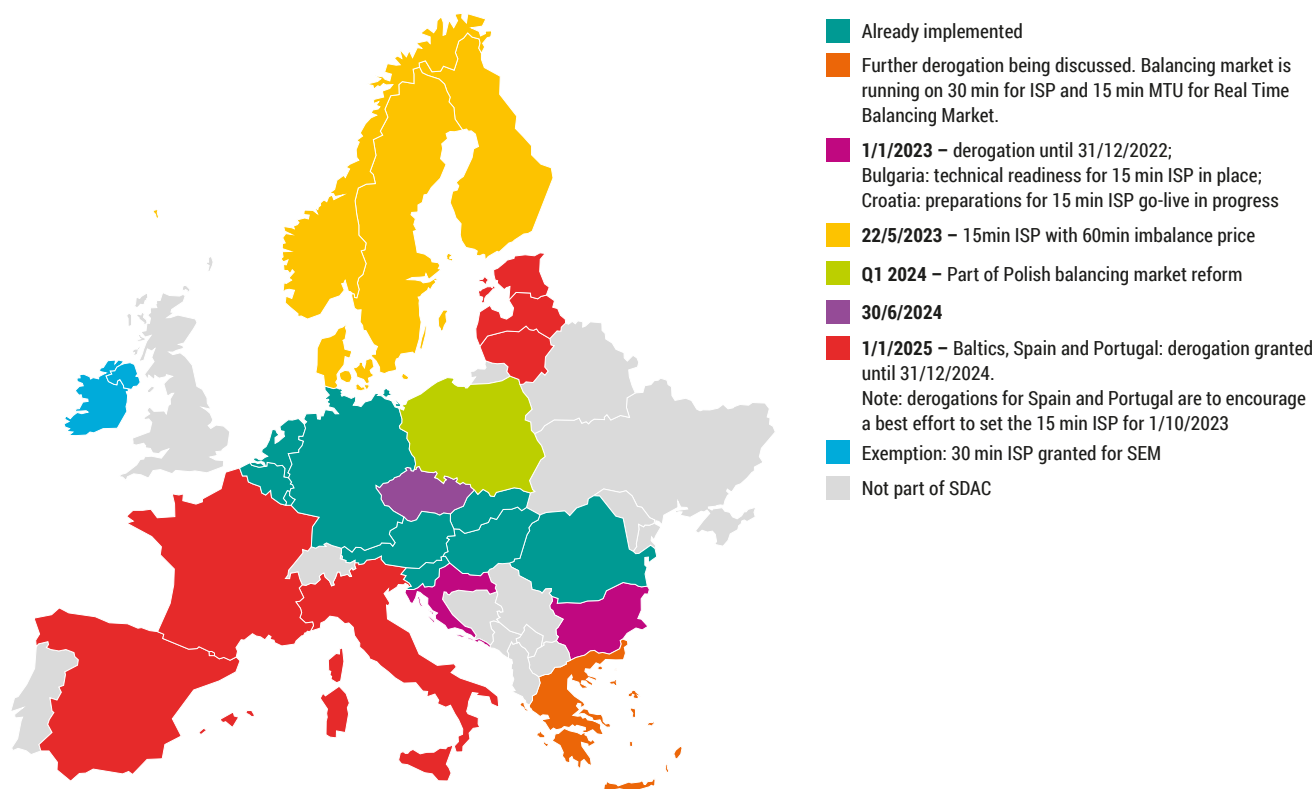 Already implemented
Further derogation being discussed. Balancing market is
running on 30 min for ISP and 15 min MTU for Real Time
Balancing Market.
1/1/2023 – derogation until 31/12/2022;
Bulgaria: technical readiness for 15 min ISP in place;
Croatia: preparations for 15 min ISP go-live in progress
22/5/2023 – 15min ISP with 60min imbalance price
Q1 2024 – Part of Polish balancing market reform
30/6/2024
1/1/2025 – Baltics, Spain and Portugal: derogation granted
until 31/12/2024.
Note: derogations for Spain and Portugal are to encourage
a best effort to set the 15 min ISP for 1/10/2023
Exemption: 30 min ISP granted for SEM
Not part of SDAC